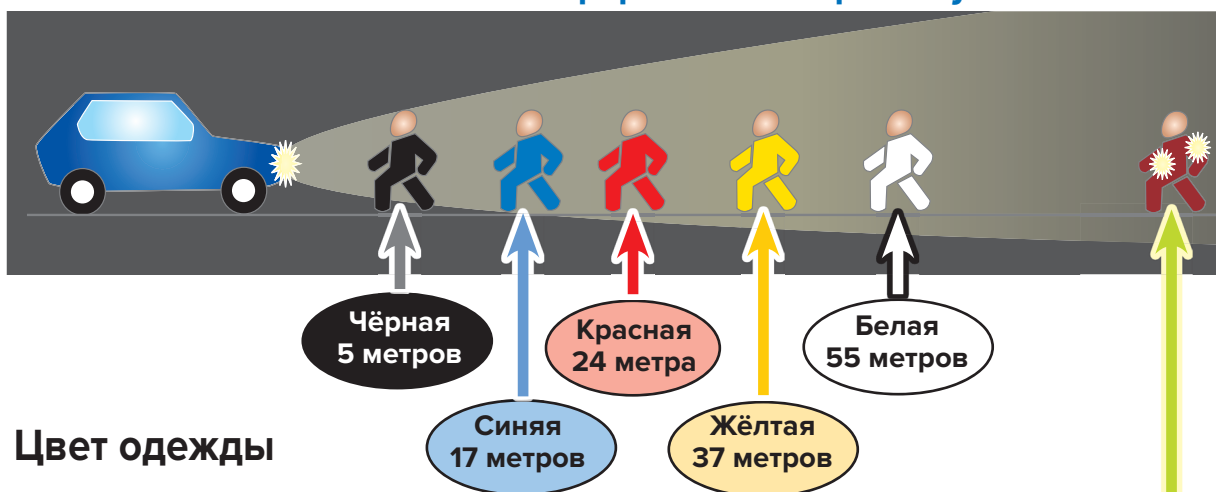 Чёрная
5 метров
Красная
24 метра
Белая
55 метров
Синяя
17 метров
Жёлтая
37 метров
Цвет одежды